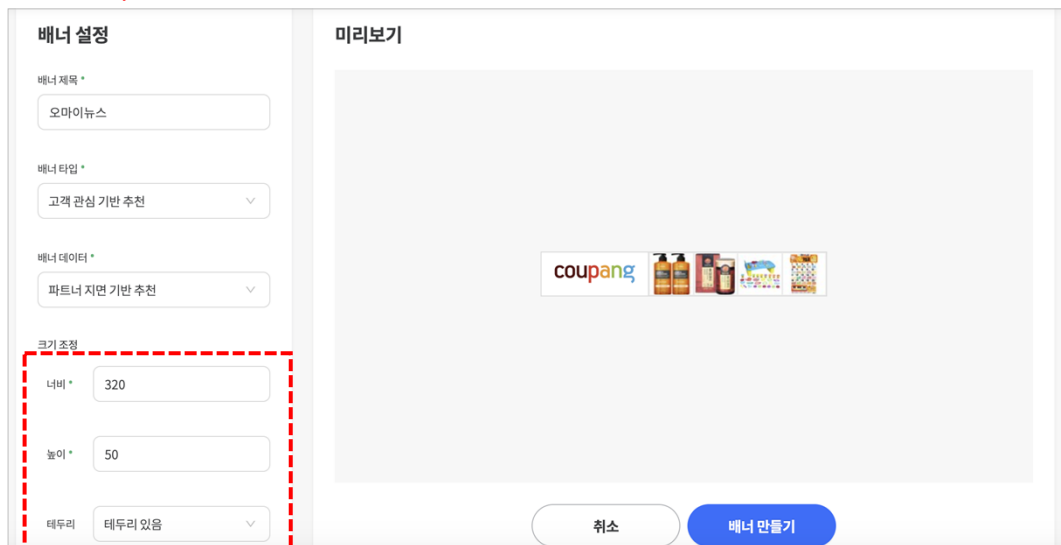 배너 설정
배너 제목 *
오마이뉴스
배너 타입 *
고객 관심 기반 추천
배너 데이터 *
파트너 지면 기반 추천
크기 조정
너비 * 320
높이 * 50
테두리 테두리 있음
미리보기
coupang
취소
배너 만들기